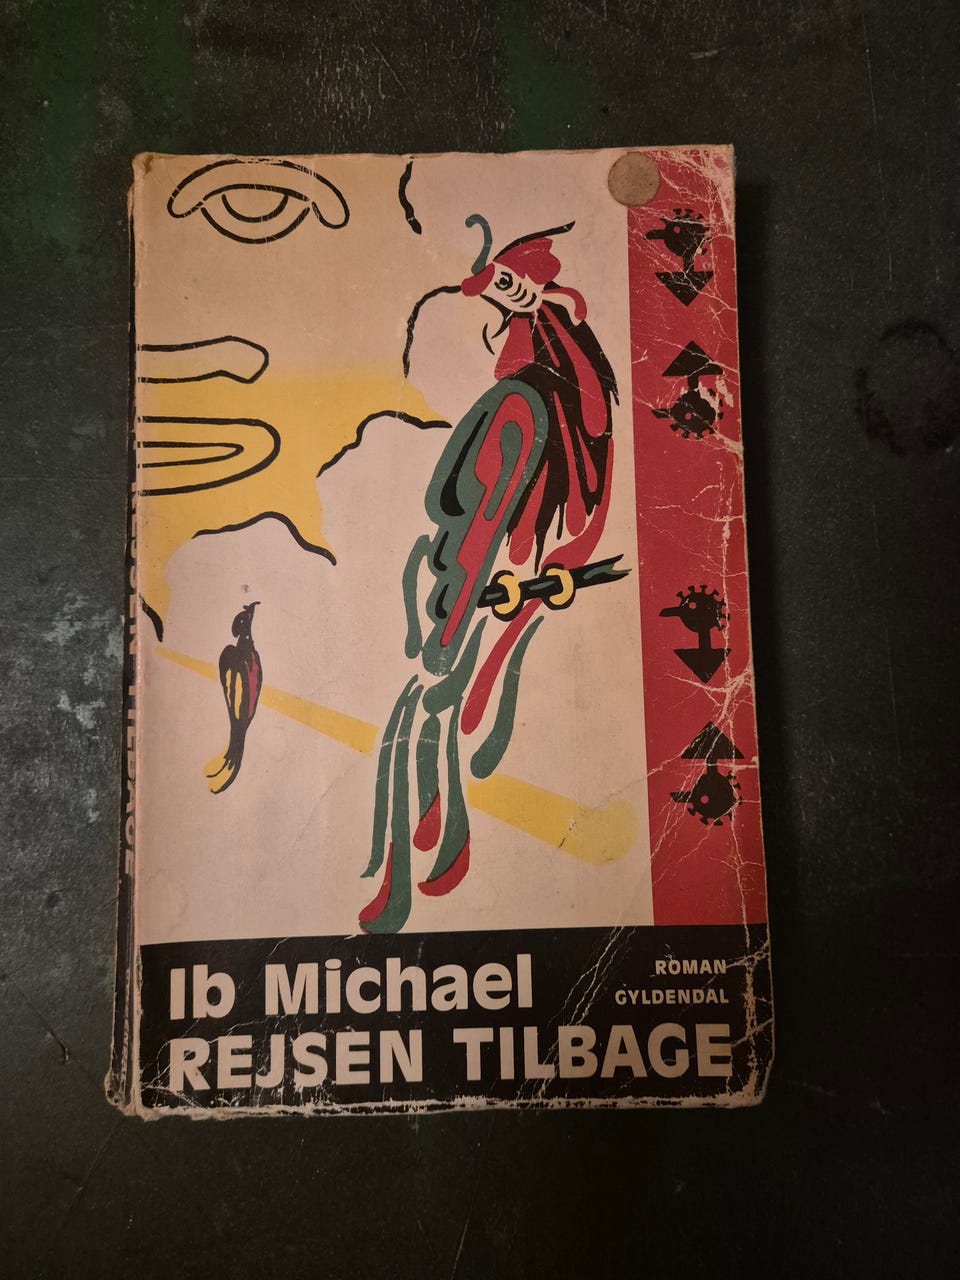 Ib Michael
ROMAN
GYLDENDAL
REJSEN TILBAGE